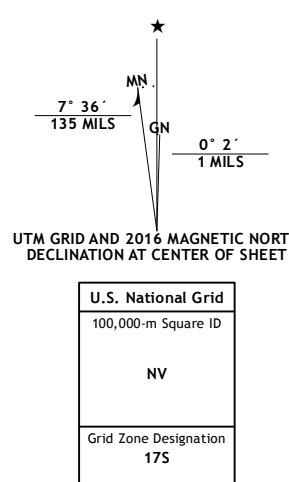 ★
MN
7° 36´
135 MILS
GN
0° 2´
1 MILS
UTM GRID AND 2016 MAGNETIC NORT
DECLINATION AT CENTER OF SHEET
U.S. National Grid
100,000-m Square ID
NV
Grid Zone Designation
17S